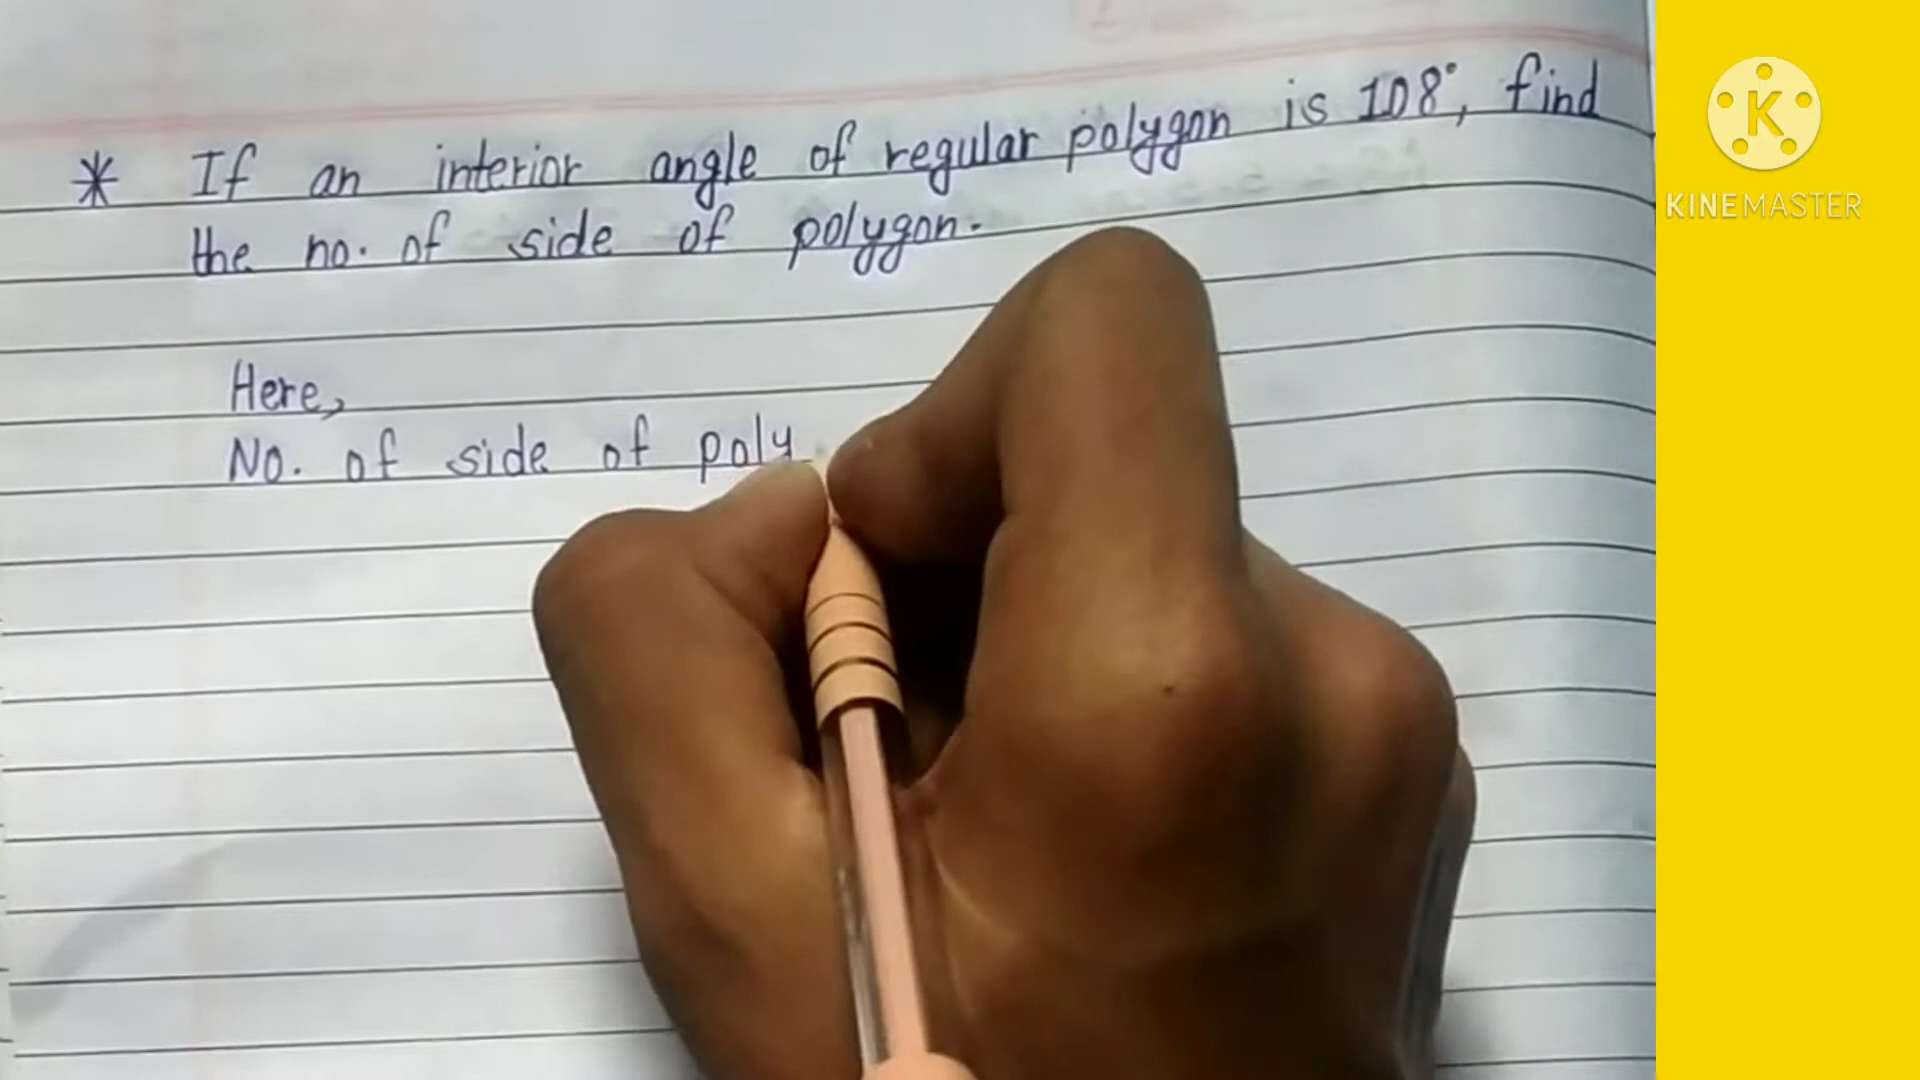 * If an interior angle of regular polygon is 108°, find
the no. of side of polygon.
Here,
No. of side of poly
KINEMASTER